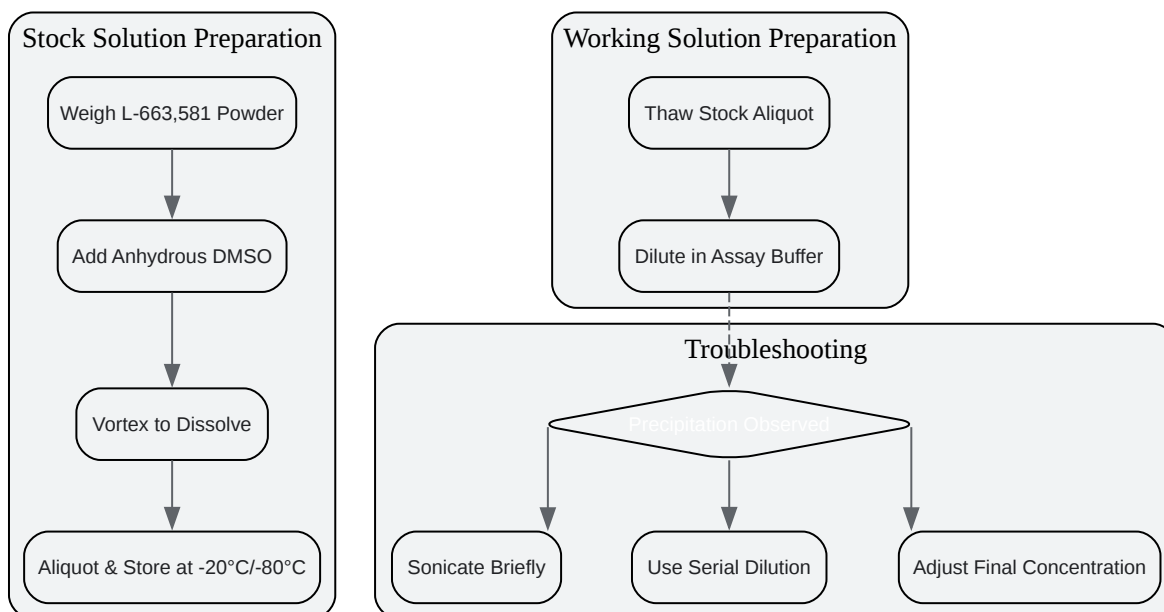 Stock Solution Preparation
Weigh L-663,581 Powder
Add Anhydrous DMSO
Vortex to Dissolve
Aliquot & Store at -20°C/-80°C
Working Solution Preparation
Thaw Stock Aliquot
Dilute in Assay Buffer
Troubleshooting
Precipitation Observed
Sonicate Briefly
Use Serial Dilution
Adjust Final Concentration